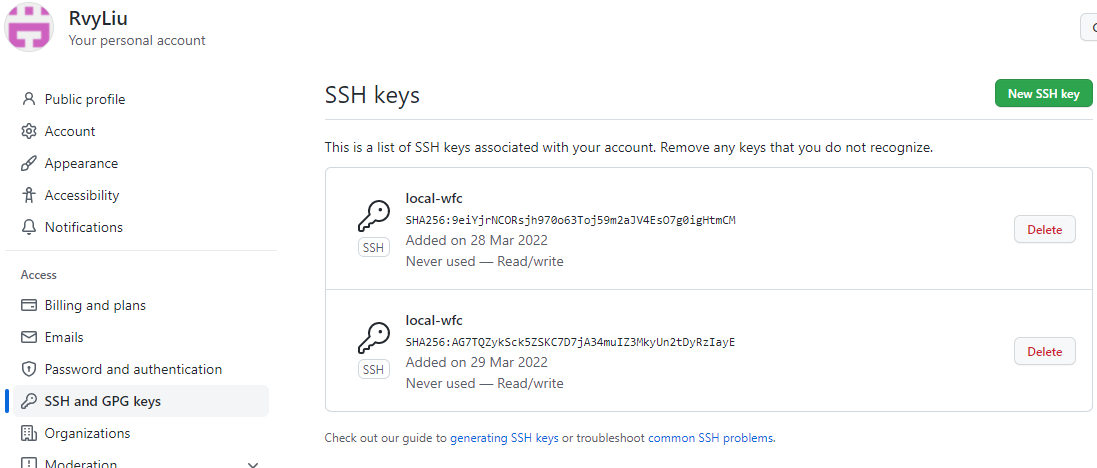 RvyLiu
Your personal account
Public profile
Account
Appearance
Accessibility
Notifications
Access
Billing and plans
Emails
Password and authentication
SSH and GPG keys
Organizations
Moderation
SSH keys
New SSH key
This is a list of SSH keys associated with your account. Remove any keys that you do not recognize.
local-wfc
SHA256:9eiYjrNCORsjh970o63Toj59m2aJV4EsO7g0igHtmCM
Added on 28 Mar 2022
Never used — Read/write
SSH
Delete
local-wfc
SHA256:AG7TQZykSck5ZSKC7D7jA34muIZ3MkyUn2tDyRzIayE
Added on 29 Mar 2022
Never used — Read/write
SSH
Delete
Check out our guide to generating SSH keys or troubleshoot common SSH problems.